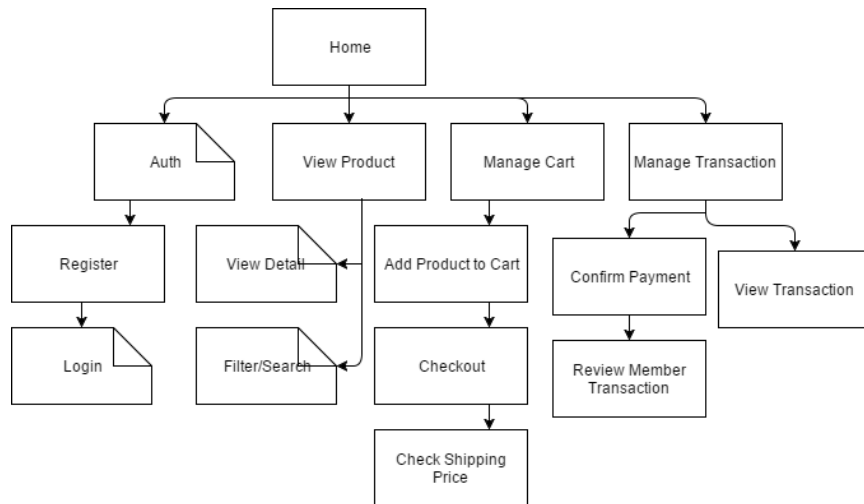 Home
Auth
View Product
Manage Cart
Manage Transaction
Register
View Detail
Add Product to Cart
Confirm Payment
View Transaction
Login
Filter/Search
Checkout
Review Member
Transaction
Check Shipping
Price